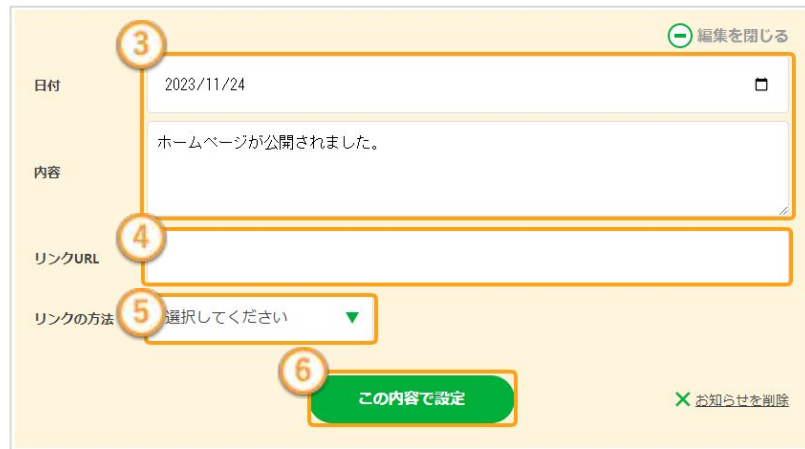 編集を閉じる
③
日付
2023/11/24
内容
ホームページが公開されました。
④
リンクURL
⑤
リンクの方法
選択してください
⑥
この内容で設定
お知らせを削除